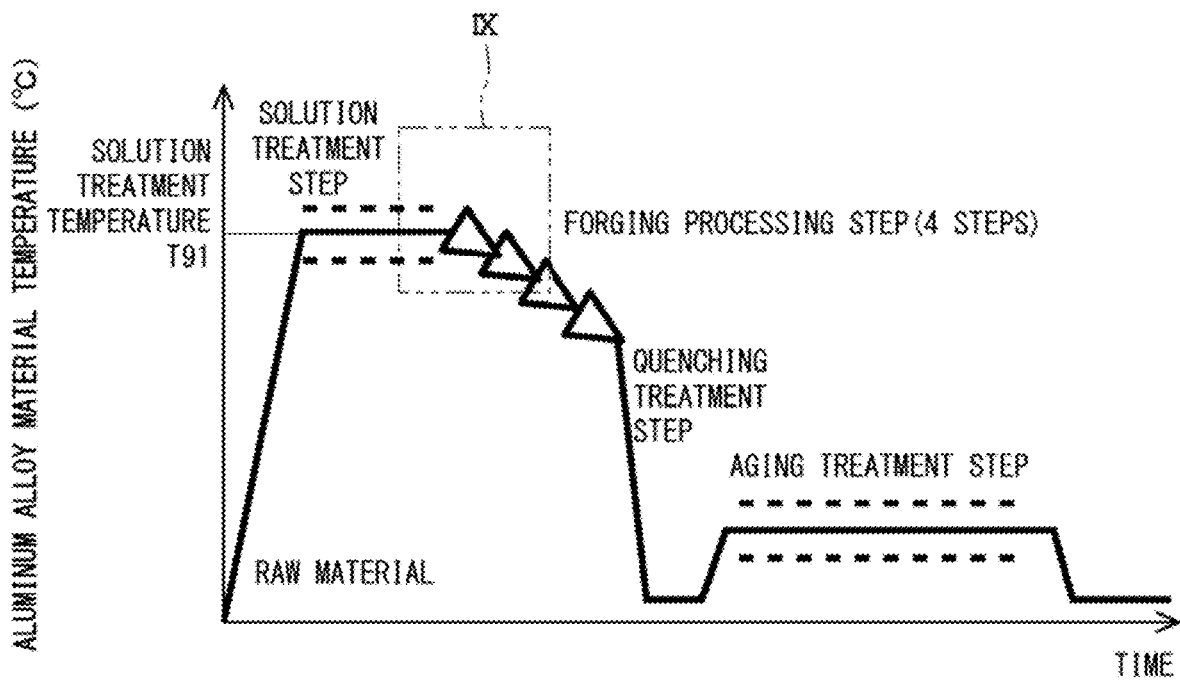 IX
ALUMINUM ALLOY MATERIAL TEMPERATURE (°C)
SOLUTION
TREATMENT
TEMPERATURE
T91
SOLUTION
TREATMENT
STEP
FORGING PROCESSING STEP(4 STEPS)
QUENCHING
TREATMENT
STEP
AGING TREATMENT STEP
RAW MATERIAL
TIME